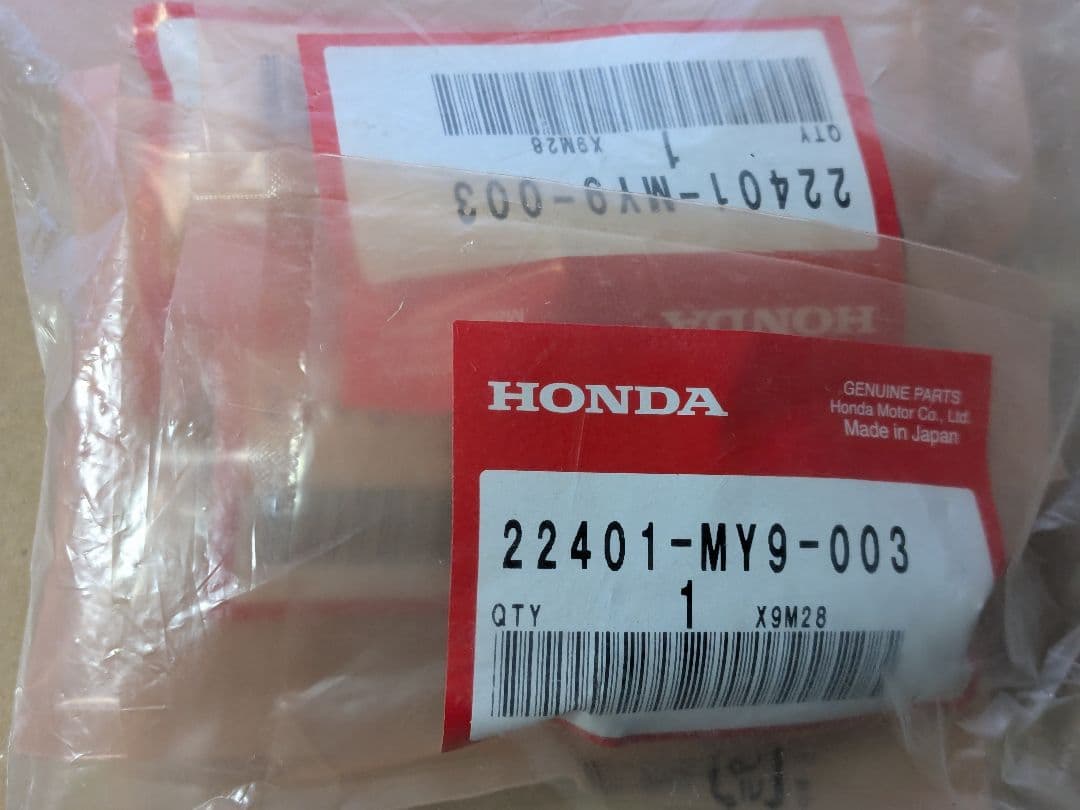 QTY 1 X9M28
22401-MY9-003
HONDA
HONDA
GENUINE PARTS
Honda Motor Co., Ltd.
Made in Japan
22401-MY9-003
QTY 1 X9M28